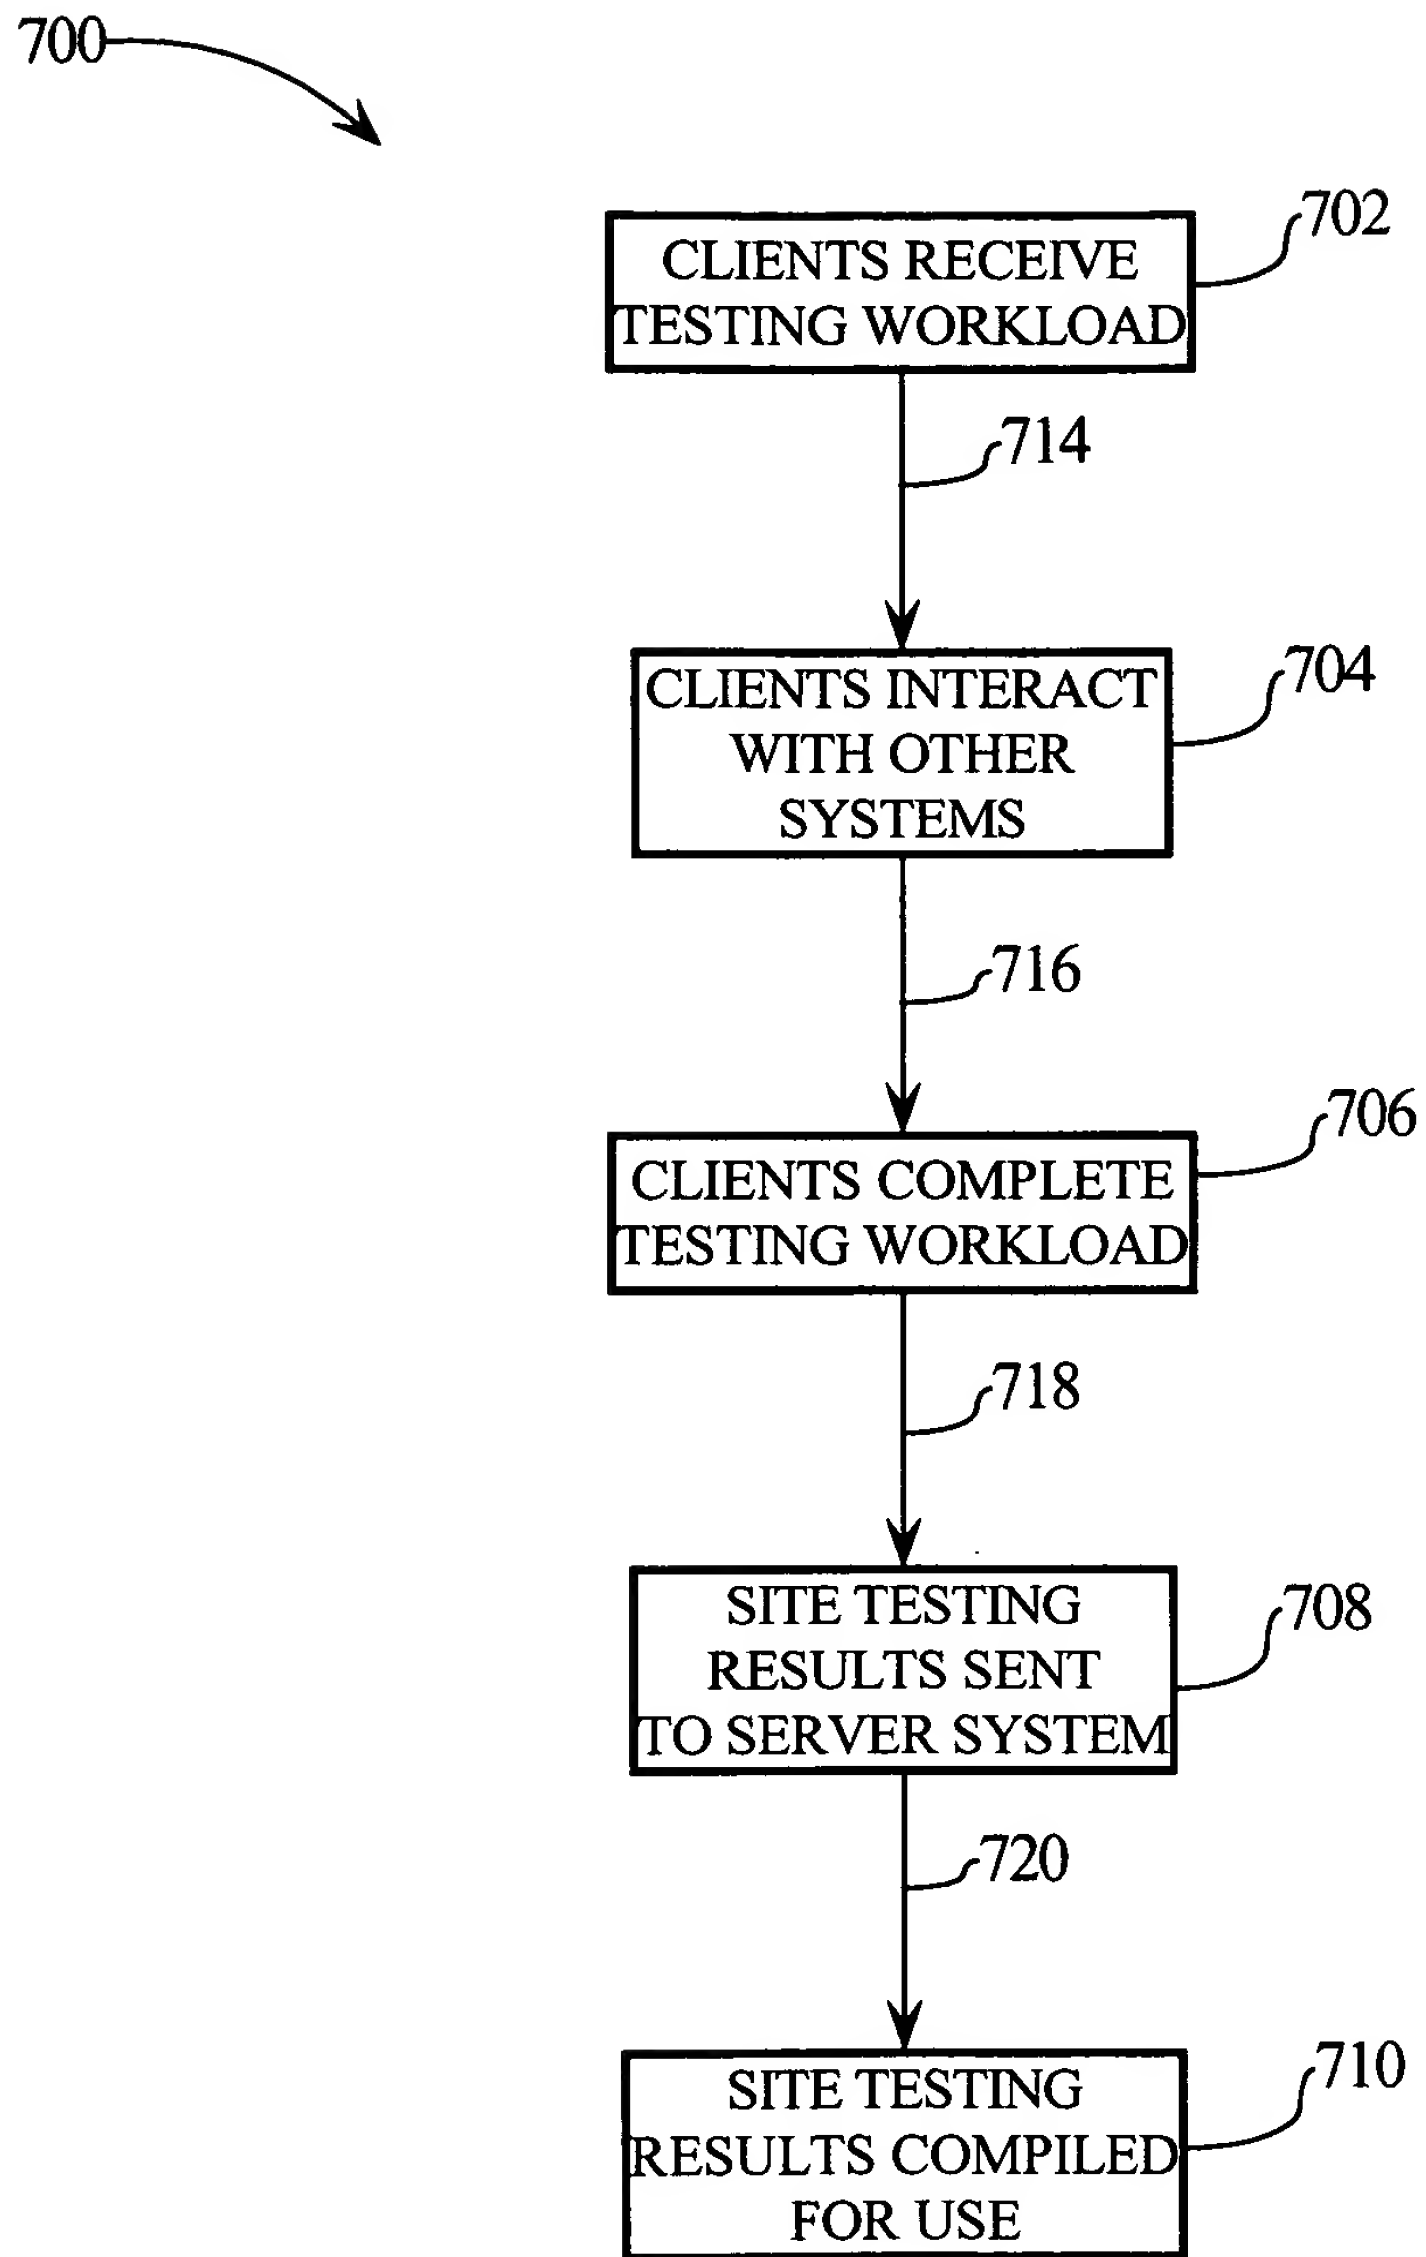 700
702
CLIENTS RECEIVE
TESTING WORKLOAD
714
704
CLIENTS INTERACT
WITH OTHER
SYSTEMS
716
706
CLIENTS COMPLETE
TESTING WORKLOAD
718
708
SITE TESTING
RESULTS SENT
TO SERVER SYSTEM
720
710
SITE TESTING
RESULTS COMPILED
FOR USE